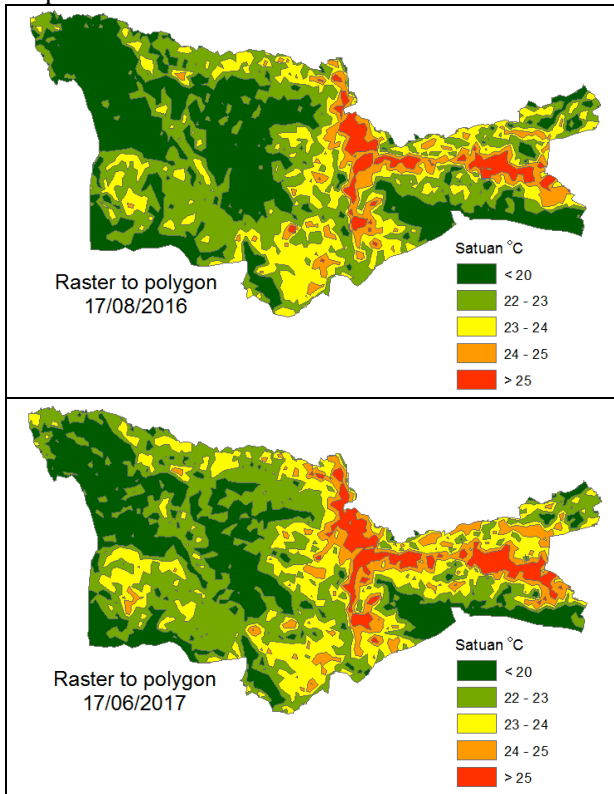 Raster to polygon
17/08/2016
Satuan °C
< 20
22 - 23
23 - 24
24 - 25
> 25
Raster to polygon
17/06/2017
Satuan °C
< 20
22 - 23
23 - 24
24 - 25
> 25